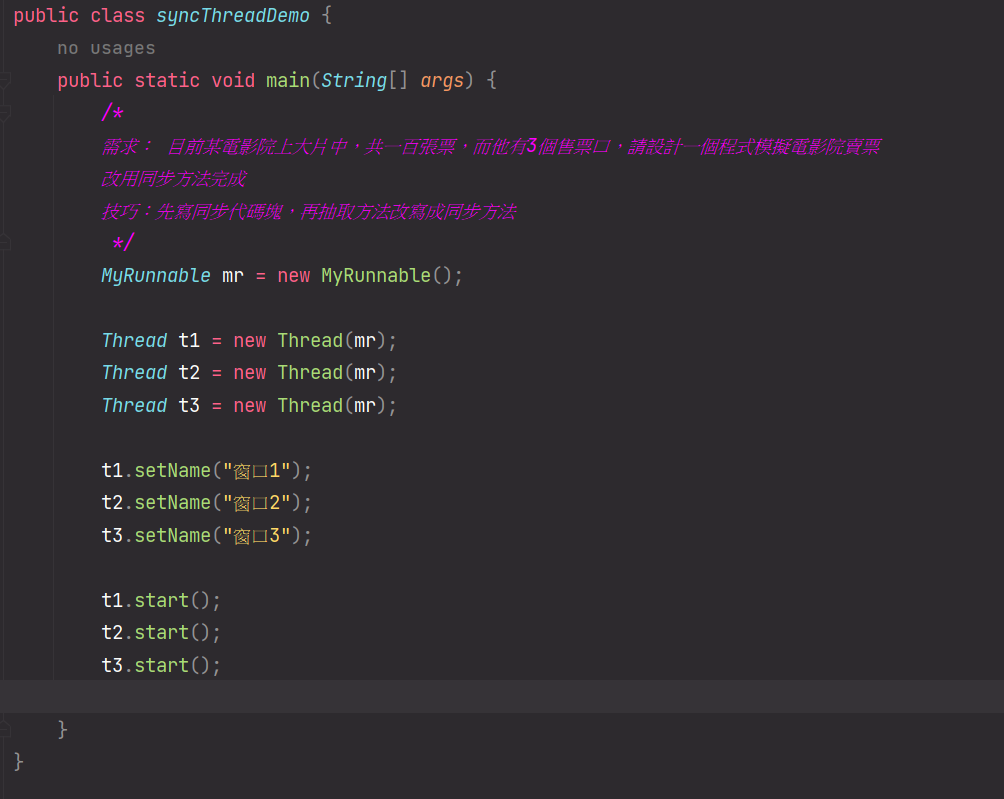 public class syncThreadDemo {
no usages
public static void main(String[] args) {
/*
需求： 目前某電影院上大片中，共一百張票，而他有3個售票口，請設計一個程式模擬電影院賣票
改用同步方法完成
技巧：先寫同步代碼塊，再抽取方法改寫成同步方法
*/
MyRunnable mr = new MyRunnable();
Thread t1 = new Thread(mr);
Thread t2 = new Thread(mr);
Thread t3 = new Thread(mr);
t1.setName("窗口1");
t2.setName("窗口2");
t3.setName("窗口3");
t1.start();
t2.start();
t3.start();
}
}